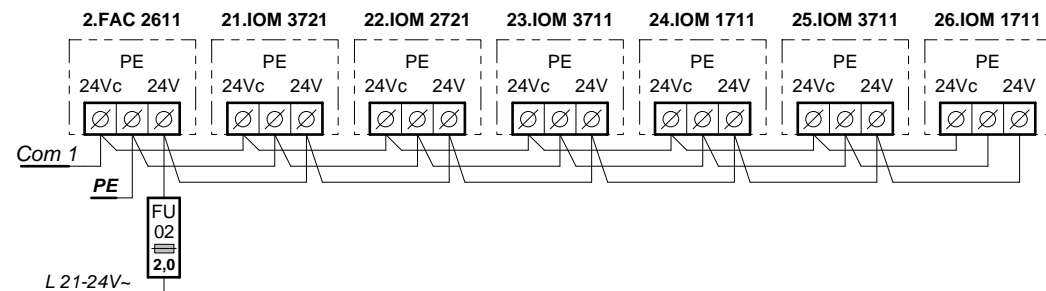 2.FAC 2611 21.IOM 3721 22.IOM 2721 23.IOM 3711 24.IOM 1711 25.IOM 3711 26.IOM 1711
PE PE PE PE PE PE PE
24Vc 24V 24Vc 24V 24Vc 24V 24Vc 24V 24Vc 24V 24Vc 24V 24Vc 24V
Com 1
PE
FU
02
2,0
L 21-24V~